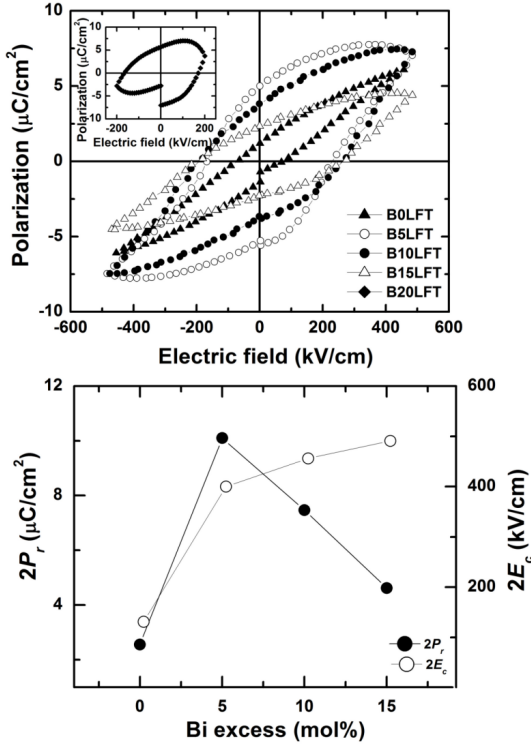 10
5
0
-5
-10
-200 0 200
Polarization (μC/cm²)
Electric field (kV/cm)
10
5
0
-5
-10
Polarization (μC/cm²)
B0LFT
B5LFT
B10LFT
B15LFT
B20LFT
-600 -400 -200 0 200 400 600
Electric field (kV/cm)
12
8
4
2Pr (μC/cm²)
600
400
200
2Ec (kV/cm)
2Pr
2Ec
0 5 10 15
Bi excess (mol%)